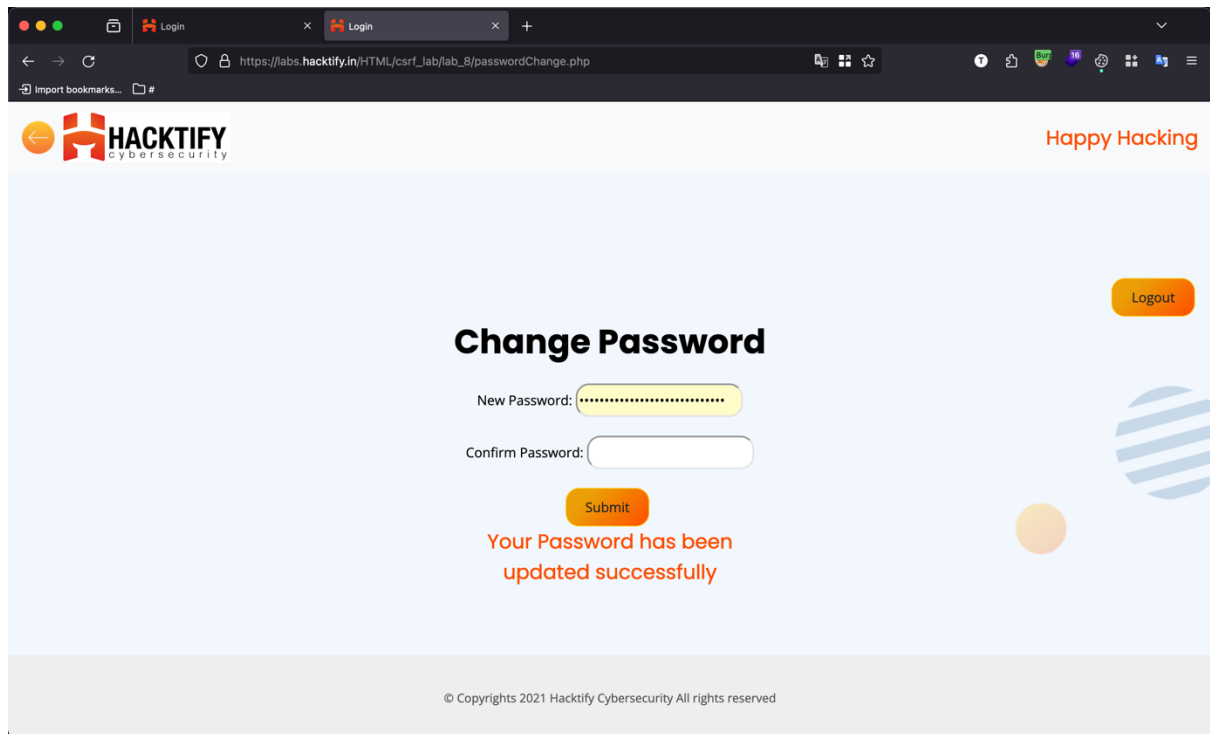 Login
Login
https://labs.hacktify.in/HTML/csrf_lab/lab_8/passwordChange.php
T
Burr
16
Import bookmarks...
#
HACKTIFY
cybersecurity
Happy Hacking
Logout
Change Password
New Password: •••••••••••••••••••••••••••••
Confirm Password:
Submit
Your Password has been
updated successfully
© Copyrights 2021 Hacktify Cybersecurity All rights reserved